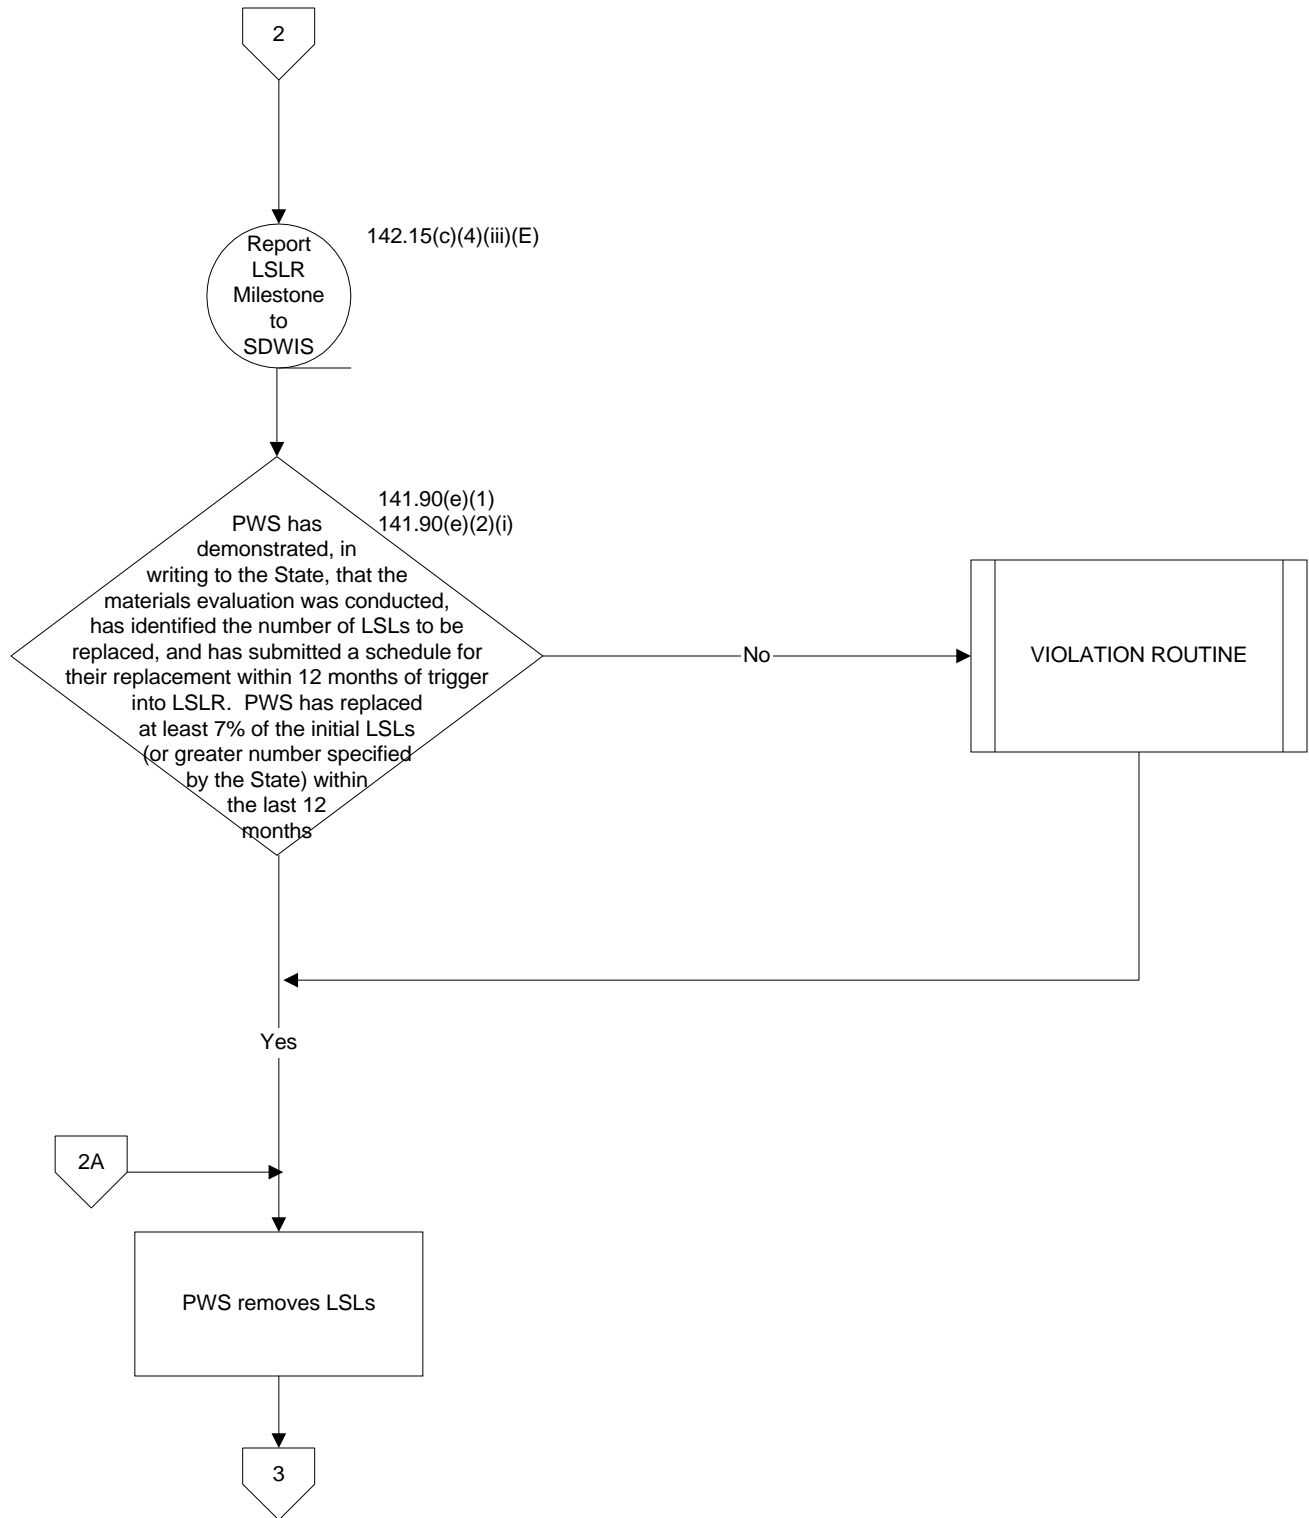 2
Report
LSLR
Milestone
to
SDWIS
142.15(c)(4)(iii)(E)
141.90(e)(1)
141.90(e)(2)(i)
PWS has
demonstrated, in
writing to the State, that the
materials evaluation was conducted,
has identified the number of LSLs to be
replaced, and has submitted a schedule for
their replacement within 12 months of trigger
into LSLR.  PWS has replaced
at least 7% of the initial LSLs
(or greater number specified
by the State) within
the last 12
months
No
VIOLATION ROUTINE
Yes
2A
PWS removes LSLs
3